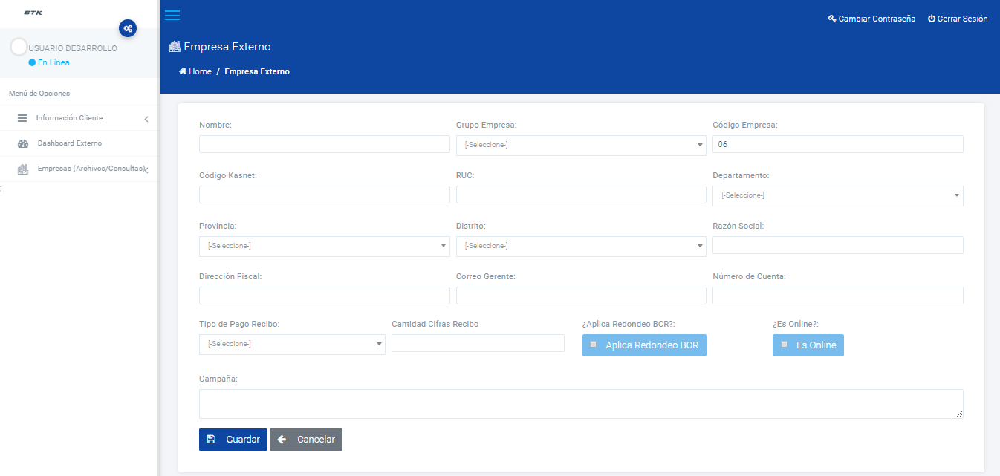 STK
USUARIO DESARROLLO
En Línea
Menú de Opciones
Información Cliente
Dashboard Externo
Empresas (Archivos/Consultas)
Cambiar Contraseña Cerrar Sesión
Empresa Externo
Home / Empresa Externo
Nombre: Grupo Empresa: Código Empresa:
[-Seleccione-] 06
Código Kasnet: RUC: Departamento:
[-Seleccione-]
Provincia: Distrito: Razón Social:
[-Seleccione-] [-Seleccione-]
Dirección Fiscal: Correo Gerente: Número de Cuenta:
Tipo de Pago Recibo: Cantidad Cifras Recibo ¿Aplica Redondeo BCR?: ¿Es Online?:
[-Seleccione-] Aplica Redondeo BCR Es Online
Campaña:
Guardar Cancelar